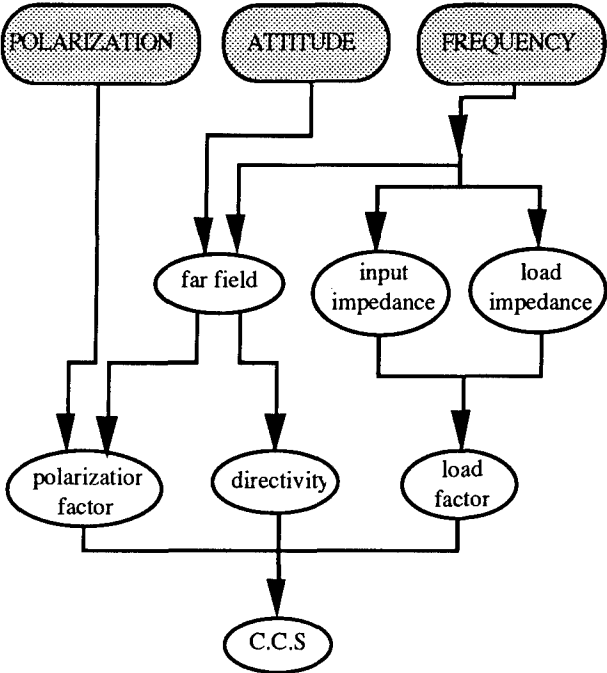 POLARIZATION
ATTITUDE
FREQUENCY
far field
input
impedance
load
impedance
polarizatior
factor
directivity
load
factor
C.C.S